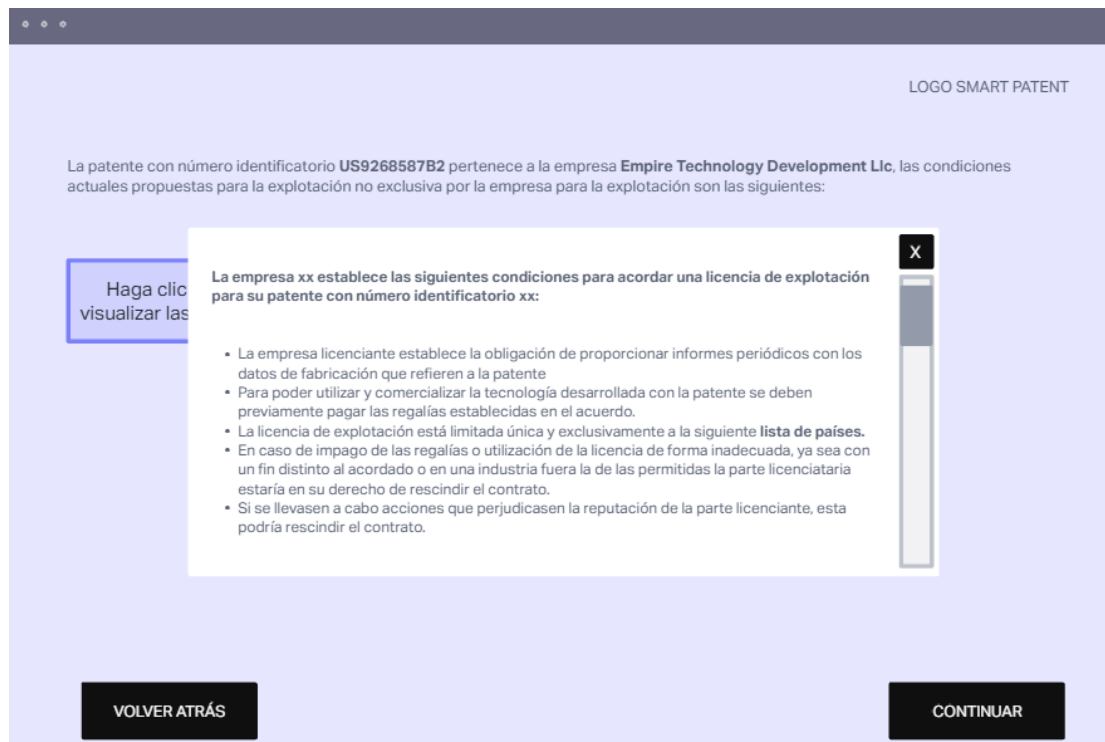 LOGO SMART PATENT
La patente con número identificatorio US9268587B2 pertenece a la empresa Empire Technology Development Llc, las condiciones
actuales propuestas para la explotación no exclusiva por la empresa para la explotación son las siguientes:
X
Haga clic
visualizar las
La empresa xx establece las siguientes condiciones para acordar una licencia de explotación
para su patente con número identificatorio xx:
• La empresa licenciante establece la obligación de proporcionar informes periódicos con los
datos de fabricación que refieren a la patente
• Para poder utilizar y comercializar la tecnología desarrollada con la patente se deben
previamente pagar las regalías establecidas en el acuerdo.
• La licencia de explotación está limitada única y exclusivamente a la siguiente lista de países.
• En caso de impago de las regalías o utilización de la licencia de forma inadecuada, ya sea con
un fin distinto al acordado o en una industria fuera la de las permitidas la parte licenciataria
estaría en su derecho de rescindir el contrato.
• Si se llevasen a cabo acciones que perjudicasen la reputación de la parte licenciante, esta
podría rescindir el contrato.
VOLVER ATRÁS
CONTINUAR